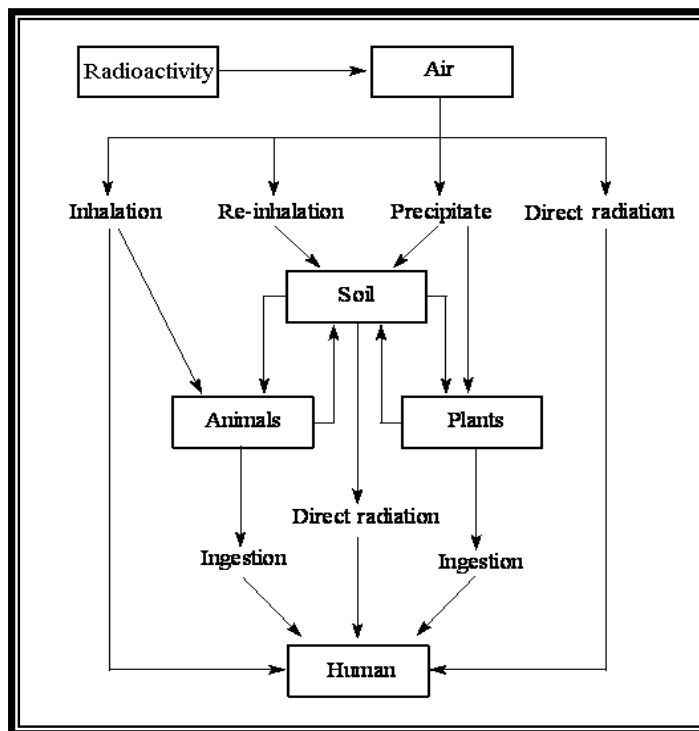 Radioactivity Air
Inhalation Re-inhalation Precipitate Direct radiation
Soil
Animals Plants
Direct radiation
Ingestion Ingestion
Human